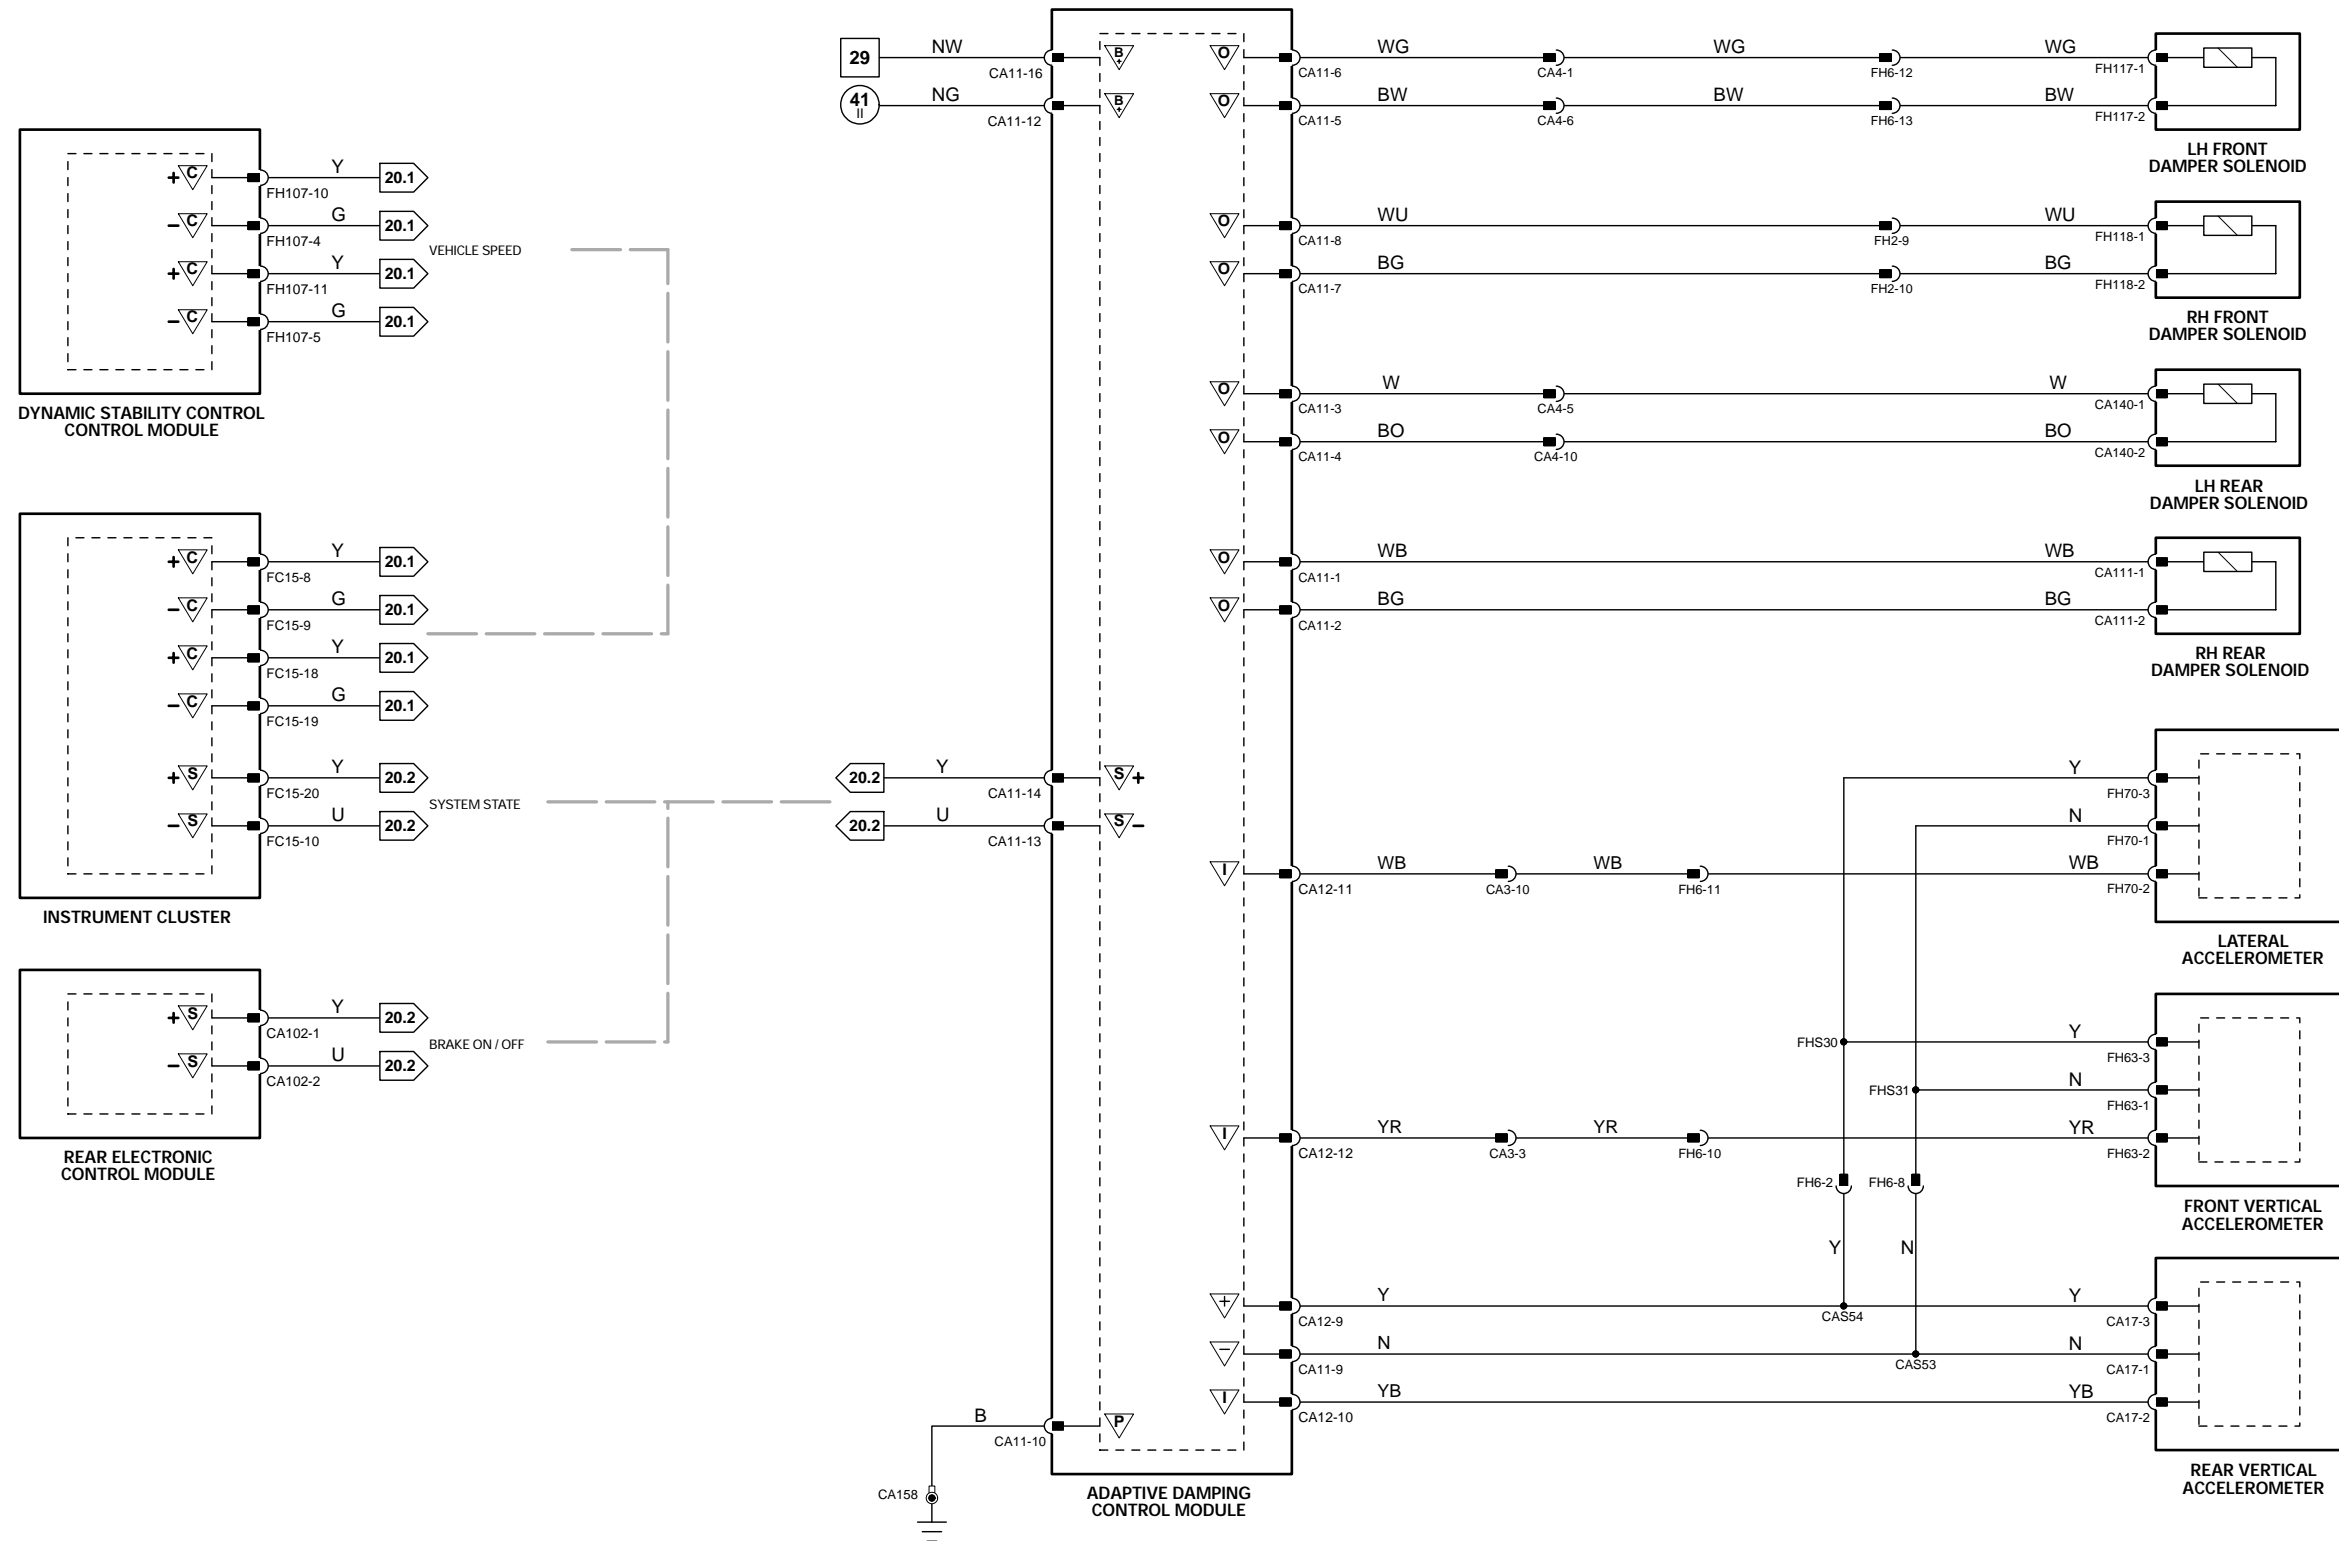 +C Y 20.1
FH107-10
-C G 20.1
FH107-4
VEHICLE SPEED
+C Y 20.1
FH107-11
-C G 20.1
FH107-5
DYNAMIC STABILITY CONTROL
CONTROL MODULE
+C Y 20.1
FC15-8
-C G 20.1
FC15-9
+C Y 20.1
FC15-18
-C G 20.1
FC15-19
+S Y 20.2
FC15-20
SYSTEM STATE
-S U 20.2
FC15-10
INSTRUMENT CLUSTER
+S Y 20.2
CA102-1
BRAKE ON / OFF
-S U 20.2
CA102-2
REAR ELECTRONIC
CONTROL MODULE
29 NW B+
CA11-16
41 II NG B+
CA11-12
20.2 Y S+
CA11-14
20.2 U S-
CA11-13
B P
CA11-10
CA158
ADAPTIVE DAMPING
CONTROL MODULE
O WG WG WG
CA11-6 CA4-1 FH6-12 FH117-1
O BW BW BW
CA11-5 CA4-6 FH6-13 FH117-2
LH FRONT
DAMPER SOLENOID
O WU WU
CA11-8 FH2-9 FH118-1
O BG BG
CA11-7 FH2-10 FH118-2
RH FRONT
DAMPER SOLENOID
O W W
CA11-3 CA4-5 CA140-1
O BO BO
CA11-4 CA4-10 CA140-2
LH REAR
DAMPER SOLENOID
O WB WB
CA11-1 CA111-1
O BG BG
CA11-2 CA111-2
RH REAR
DAMPER SOLENOID
Y
FH70-3
N
FH70-1
I WB WB WB
CA12-11 CA3-10 FH6-11 FH70-2
LATERAL
ACCELEROMETER
FHS30 Y
FH63-3
FHS31 N
FH63-1
I YR YR YR
CA12-12 CA3-3 FH6-10 FH63-2
FH6-2 FH6-8
FRONT VERTICAL
ACCELEROMETER
Y N
+ Y Y
CA12-9 CAS54 CA17-3
- N N
CA11-9 CAS53 CA17-1
I YB YB
CA12-10 CA17-2
REAR VERTICAL
ACCELEROMETER